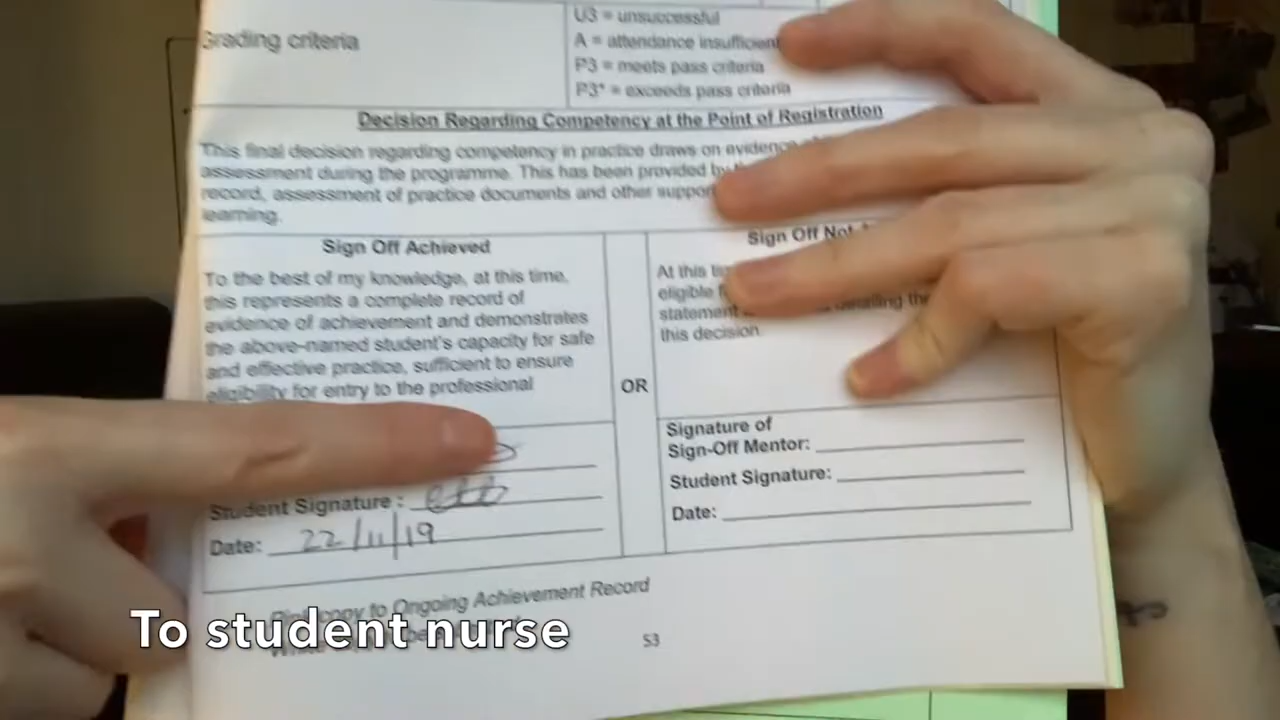 Grading criteria
U3 = unsuccessful
A = attendance insufficient
P3 = meets pass criteria
P3* = exceeds pass criteria
Decision Regarding Competency at the Point of Registration
This final decision regarding competency in practice draws on evidence
assessment during the programme. This has been provided by
record, assessment of practice documents and other
learning.
Sign Off Achieved
To the best of my knowledge, at this time,
this represents a complete record of
evidence of achievement and demonstrates
the above-named student's capacity for safe
and effective practice, sufficient to ensure
eligibility for entry to the professional
Student Signature :
Date: 22/11/19
OR
Sign Off Not
At this
eligible
statement detailing the
this decision.
Signature of
Sign-Off Mentor:
Student Signature:
Date:
copy to Ongoing Achievement Record
To student nurse
53